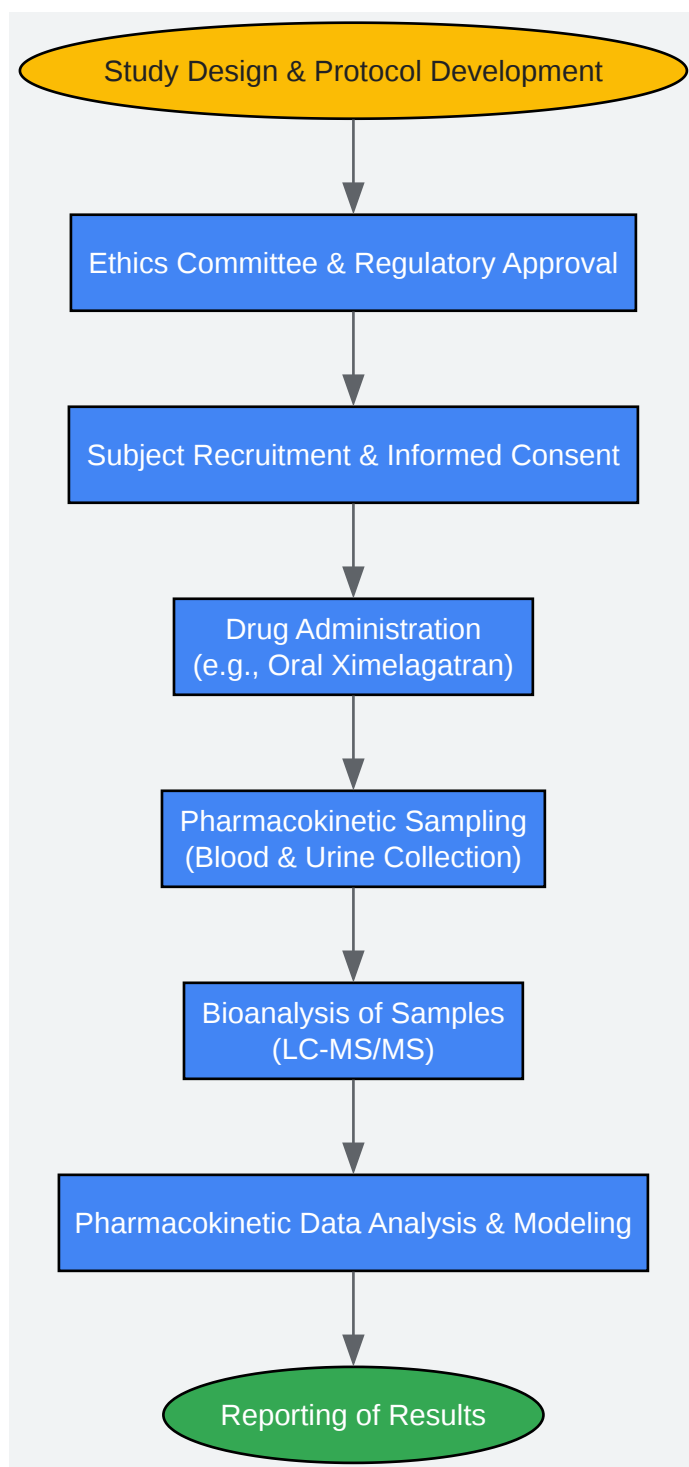 Study Design & Protocol Development
Ethics Committee & Regulatory Approval
Subject Recruitment & Informed Consent
Drug Administration
(e.g., Oral Ximelagatran)
Pharmacokinetic Sampling
(Blood & Urine Collection)
Bioanalysis of Samples
(LC-MS/MS)
Pharmacokinetic Data Analysis & Modeling
Reporting of Results